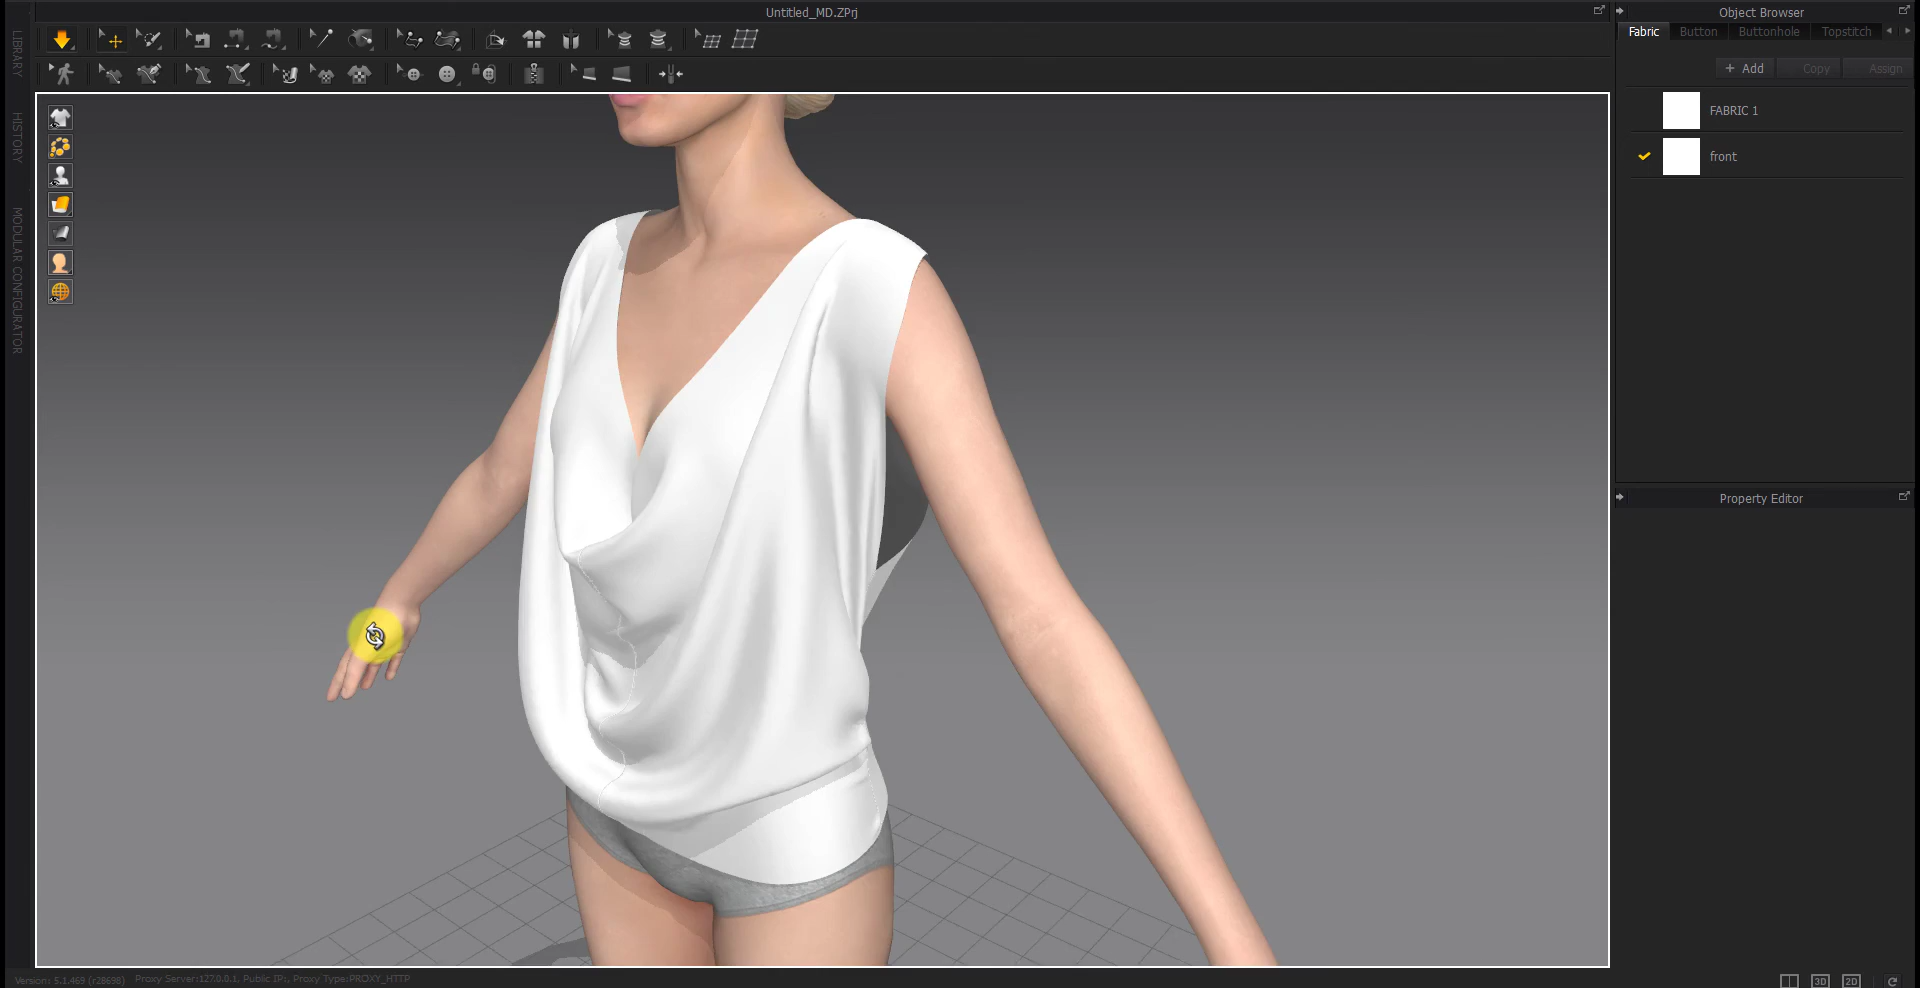 Untitled_MD.ZPrj
Object Browser
Fabric Button Buttonhole Topstitch
+ Add Copy Assign
FABRIC 1
front
Property Editor
LIBRARY
HISTORY
MODULAR CONFIGURATOR
Version: 5.1.469 (r28698) Proxy Server:127.0.0.1, Public IP:, Proxy Type:PROXY_HTTP
3D 2D